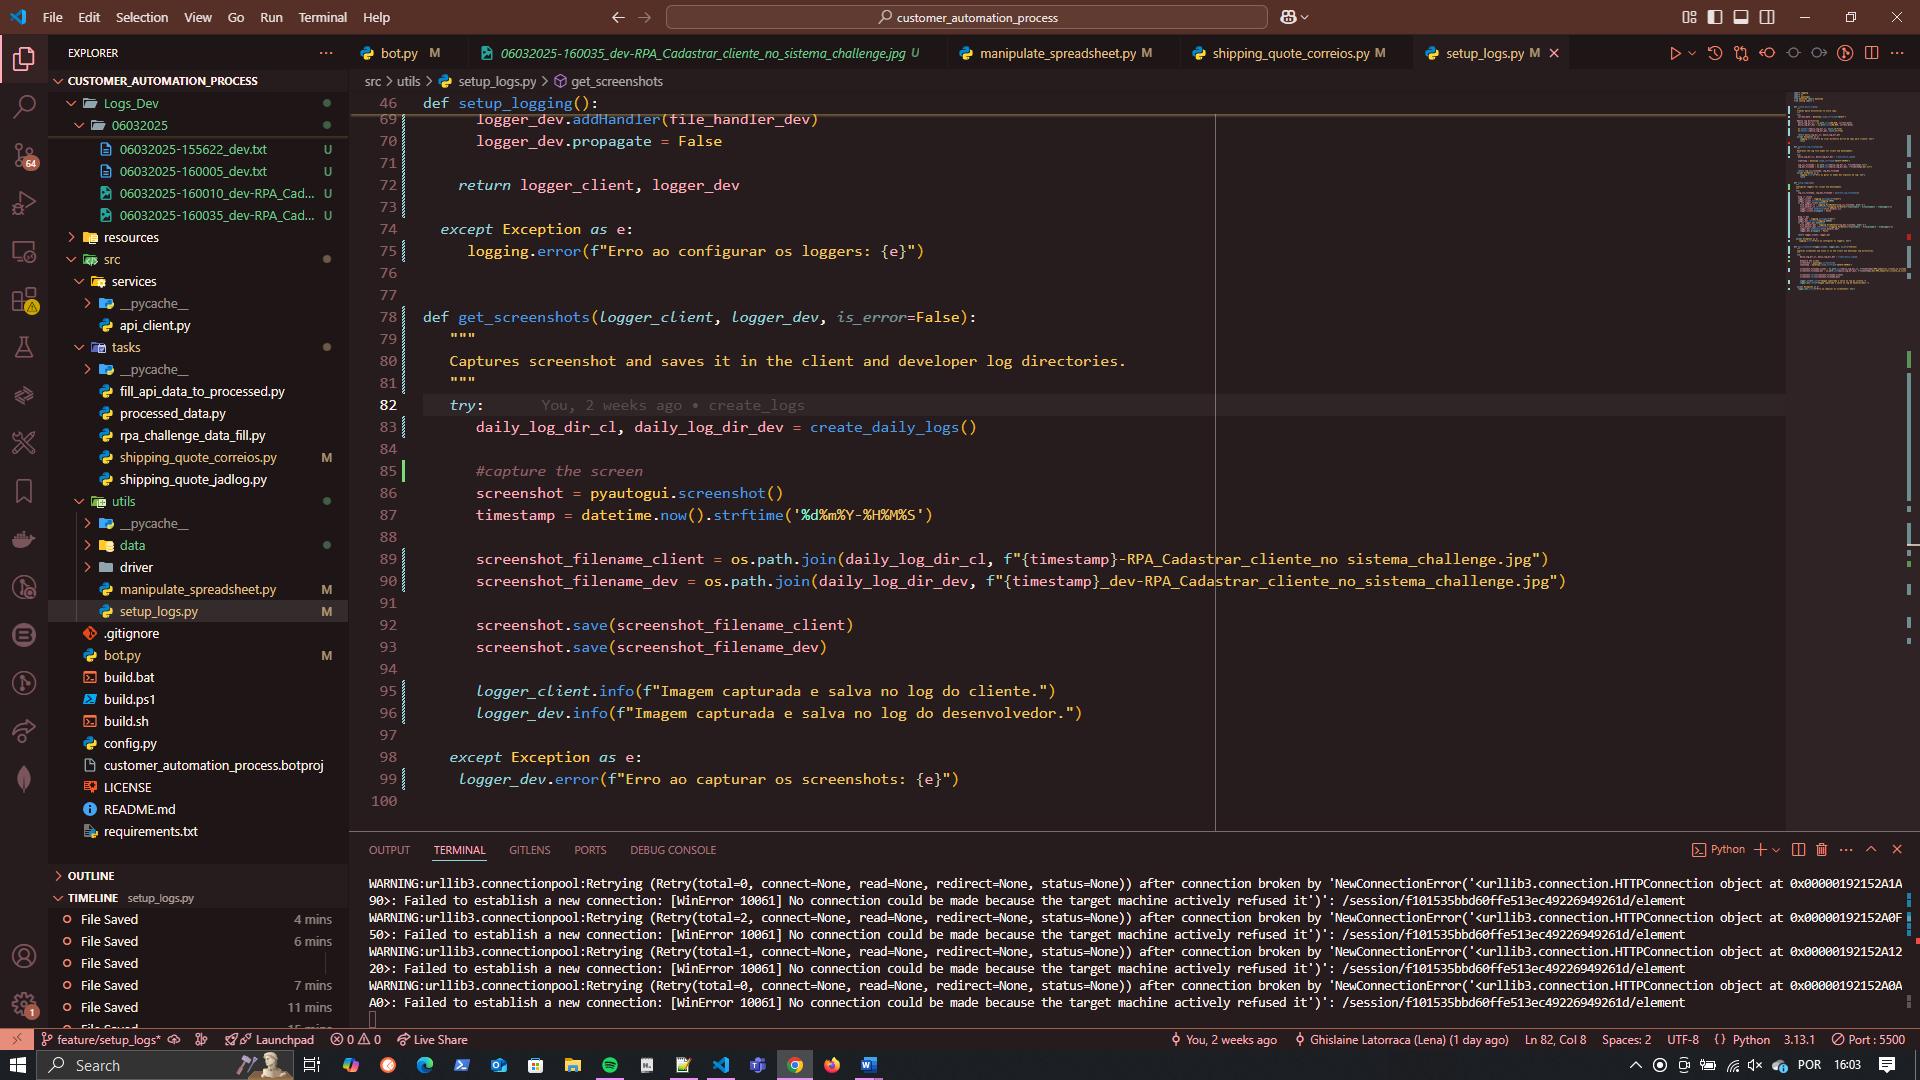 File Edit Selection View Go Run Terminal Help
customer_automation_process
EXPLORER
bot.py M
06032025-160035_dev-RPA_Cadastrar_cliente_no_sistema_challenge.jpg U
manipulate_spreadsheet.py M
shipping_quote_correios.py M
setup_logs.py M
CUSTOMER_AUTOMATION_PROCESS
Logs_Dev
06032025
06032025-155622_dev.txt U
06032025-160005_dev.txt U
06032025-160010_dev-RPA_Cad... U
06032025-160035_dev-RPA_Cad... U
resources
src
services
__pycache__
api_client.py
tasks
__pycache__
fill_api_data_to_processed.py
processed_data.py
rpa_challenge_data_fill.py
shipping_quote_correios.py M
shipping_quote_jadlog.py
utils
__pycache__
data
driver
manipulate_spreadsheet.py M
setup_logs.py M
.gitignore
bot.py M
build.bat
build.ps1
build.sh
config.py
customer_automation_process.botproj
LICENSE
README.md
requirements.txt
OUTLINE
TIMELINE setup_logs.py
File Saved 4 mins
File Saved 6 mins
File Saved
File Saved 7 mins
File Saved 11 mins
64
1
src > utils > setup_logs.py > get_screenshots
46 def setup_logging():
69 logger_dev.addHandler(file_handler_dev)
70 logger_dev.propagate = False
71
72 return logger_client, logger_dev
73
74 except Exception as e:
75 logging.error(f"Erro ao configurar os loggers: {e}")
76
77
78 def get_screenshots(logger_client, logger_dev, is_error=False):
79 """
80 Captures screenshot and saves it in the client and developer log directories.
81 """
82 try: You, 2 weeks ago • create_logs
83 daily_log_dir_cl, daily_log_dir_dev = create_daily_logs()
84
85 #capture the screen
86 screenshot = pyautogui.screenshot()
87 timestamp = datetime.now().strftime('%d%m%Y-%H%M%S')
88
89 screenshot_filename_client = os.path.join(daily_log_dir_cl, f"{timestamp}-RPA_Cadastrar_cliente_no sistema_challenge.jpg")
90 screenshot_filename_dev = os.path.join(daily_log_dir_dev, f"{timestamp}_dev-RPA_Cadastrar_cliente_no_sistema_challenge.jpg")
91
92 screenshot.save(screenshot_filename_client)
93 screenshot.save(screenshot_filename_dev)
94
95 logger_client.info(f"Imagem capturada e salva no log do cliente.")
96 logger_dev.info(f"Imagem capturada e salva no log do desenvolvedor.")
97
98 except Exception as e:
99 logger_dev.error(f"Erro ao capturar os screenshots: {e}")
100
OUTPUT TERMINAL GITLENS PORTS DEBUG CONSOLE
Python
WARNING:urllib3.connectionpool:Retrying (Retry(total=0, connect=None, read=None, redirect=None, status=None)) after connection broken by 'NewConnectionError('<urllib3.connection.HTTPConnection object at 0x00000192152A1A
90>: Failed to establish a new connection: [WinError 10061] No connection could be made because the target machine actively refused it')': /session/f101535bbd60ffe513ec49226949261d/element
WARNING:urllib3.connectionpool:Retrying (Retry(total=2, connect=None, read=None, redirect=None, status=None)) after connection broken by 'NewConnectionError('<urllib3.connection.HTTPConnection object at 0x00000192152A0F
50>: Failed to establish a new connection: [WinError 10061] No connection could be made because the target machine actively refused it')': /session/f101535bbd60ffe513ec49226949261d/element
WARNING:urllib3.connectionpool:Retrying (Retry(total=1, connect=None, read=None, redirect=None, status=None)) after connection broken by 'NewConnectionError('<urllib3.connection.HTTPConnection object at 0x00000192152A12
20>: Failed to establish a new connection: [WinError 10061] No connection could be made because the target machine actively refused it')': /session/f101535bbd60ffe513ec49226949261d/element
WARNING:urllib3.connectionpool:Retrying (Retry(total=0, connect=None, read=None, redirect=None, status=None)) after connection broken by 'NewConnectionError('<urllib3.connection.HTTPConnection object at 0x00000192152A0A
A0>: Failed to establish a new connection: [WinError 10061] No connection could be made because the target machine actively refused it')': /session/f101535bbd60ffe513ec49226949261d/element
feature/setup_logs* Launchpad 0 0 Live Share You, 2 weeks ago Ghislaine Latorraca (Lena) (1 day ago) Ln 82, Col 8 Spaces: 2 UTF-8 {} Python 3.13.1 Port : 5500
Search POR 16:03